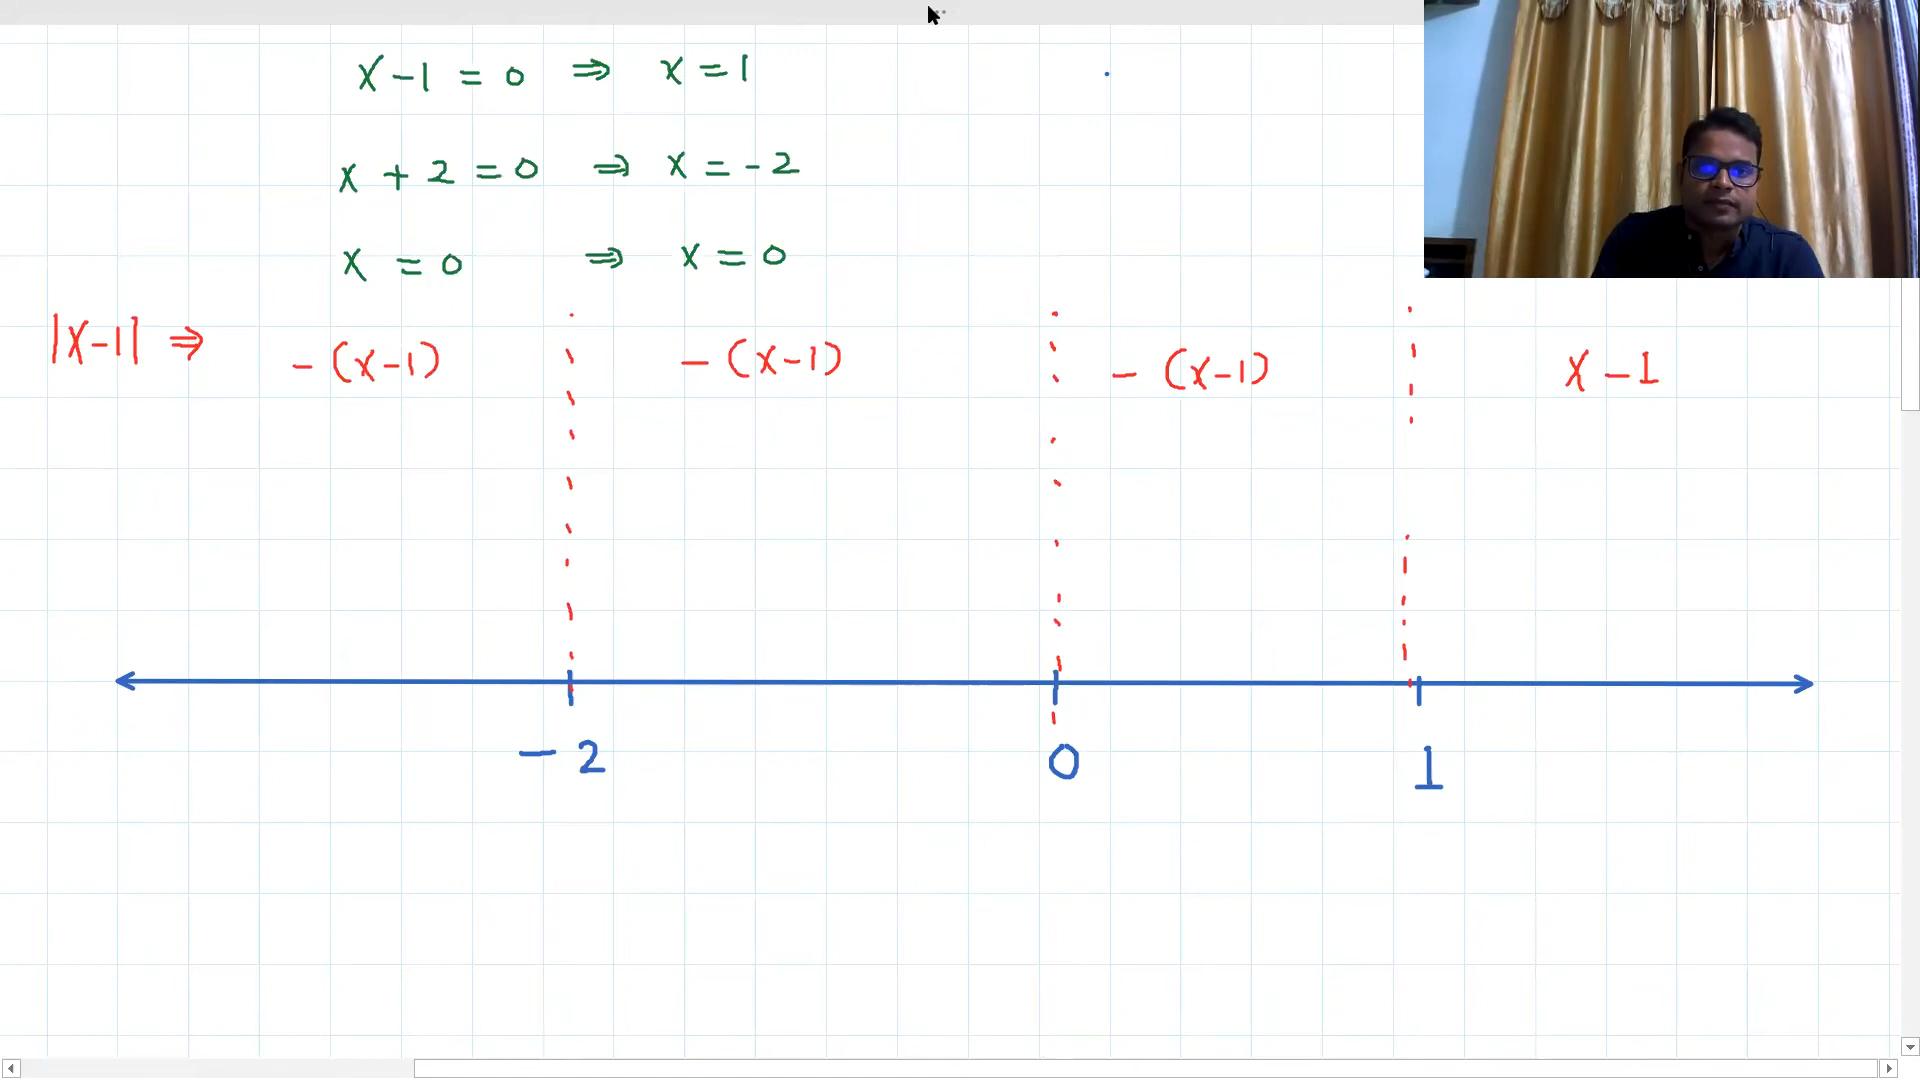 x - 1 = 0 ⇒ x = 1
x + 2 = 0 ⇒ x = -2
x = 0 ⇒ x = 0
|x-1| ⇒ -(x-1) -(x-1) -(x-1) x-1
-2 0 1